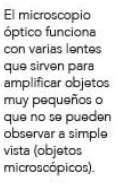 El microscopio
óptico funciona
con varias lentes
que sirven para
amplificar objetos
muy pequeños o
que no se pueden
observar a simple
vista (objetos
microscópicos).